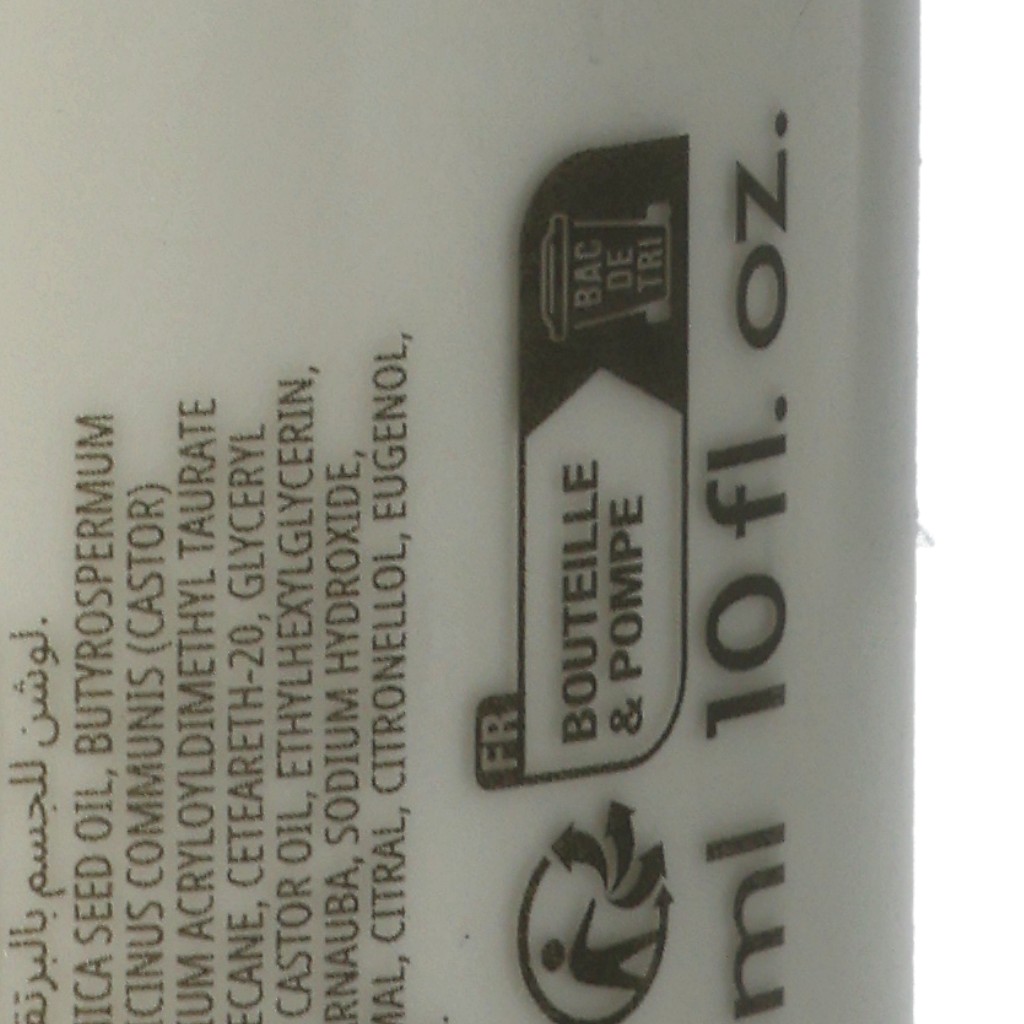 لوشن للجسم بالبرتقا.
ICA SEED OIL, BUTYROSPERMUM
ICINUS COMMUNIS (CASTOR)
IUM ACRYLOYLDIMETHYL TAURATE
ECANE, CETEARETH-20, GLYCERYL
CASTOR OIL, ETHYLHEXYLGLYCERIN,
RNAUBA, SODIUM HYDROXIDE,
MAL, CITRAL, CITRONELLOL, EUGENOL,
FR
BOUTEILLE
& POMPE
BAC
DE
TRI
ml 10 fl. oz.